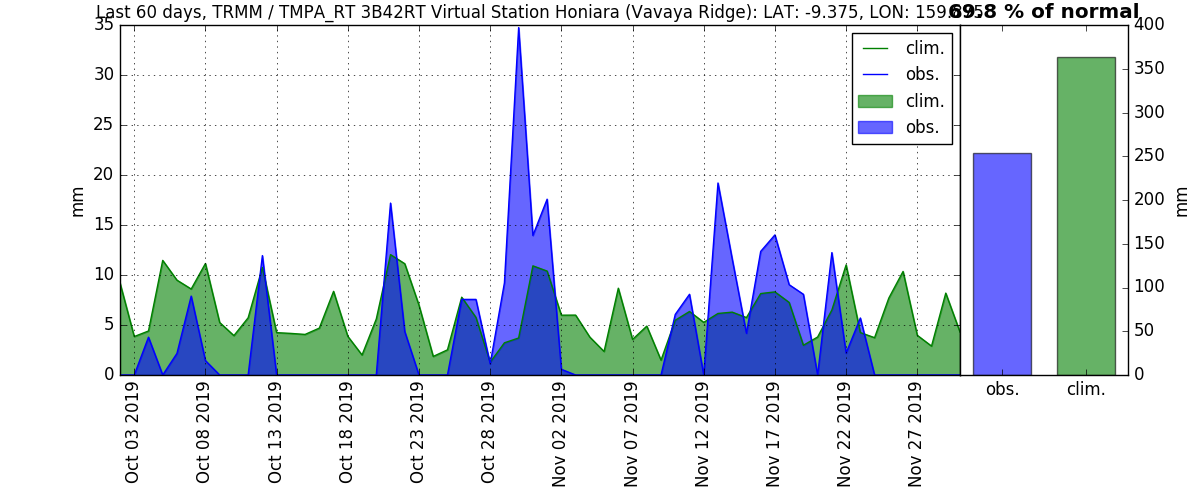 Last 60 days, TRMM / TMPA_RT 3B42RT Virtual Station Honiara (Vavaya Ridge): LAT: -9.375, LON:
69.8 % of normal
35
30
25
20
15
10
5
0
mm
clim.
obs.
clim.
obs.
Oct 03 2019
Oct 08 2019
Oct 13 2019
Oct 18 2019
Oct 23 2019
Oct 28 2019
Nov 02 2019
Nov 07 2019
Nov 12 2019
Nov 17 2019
Nov 22 2019
Nov 27 2019
400
350
300
250
200
150
100
50
0
mm
obs.
clim.